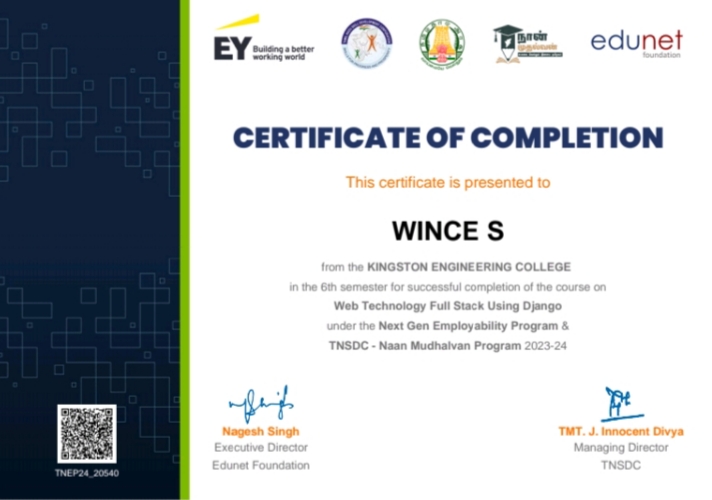 EY Building a better
working world
நான்
முதல்வன்
edunet
foundation
CERTIFICATE OF COMPLETION
This certificate is presented to
WINCE S
from the KINGSTON ENGINEERING COLLEGE
in the 6th semester for successful completion of the course on
Web Technology Full Stack Using Django
under the Next Gen Employability Program &
TNSDC - Naan Mudhalvan Program 2023-24
Nagesh Singh
Executive Director
Edunet Foundation
TMT. J. Innocent Divya
Managing Director
TNSDC
TNEP24_20540